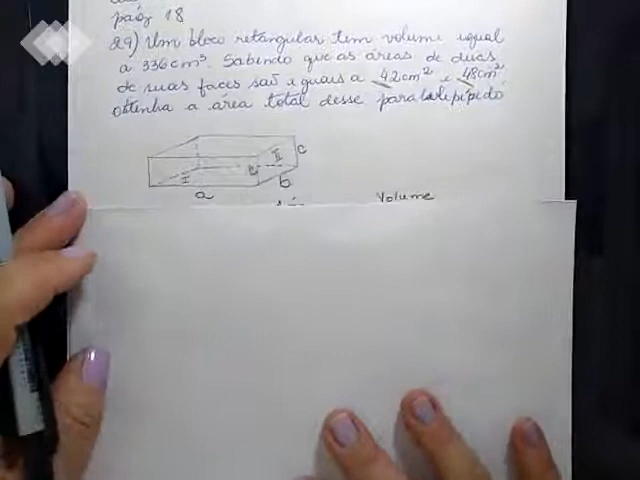 pág 18
29) Um bloco retangular tem volume igual
a 336cm³. Sabendo que as áreas de duas
de suas faces são iguais a 42cm² e 48cm²,
obtenha a área total desse paralelepípedo
II c
I b
a
Volume